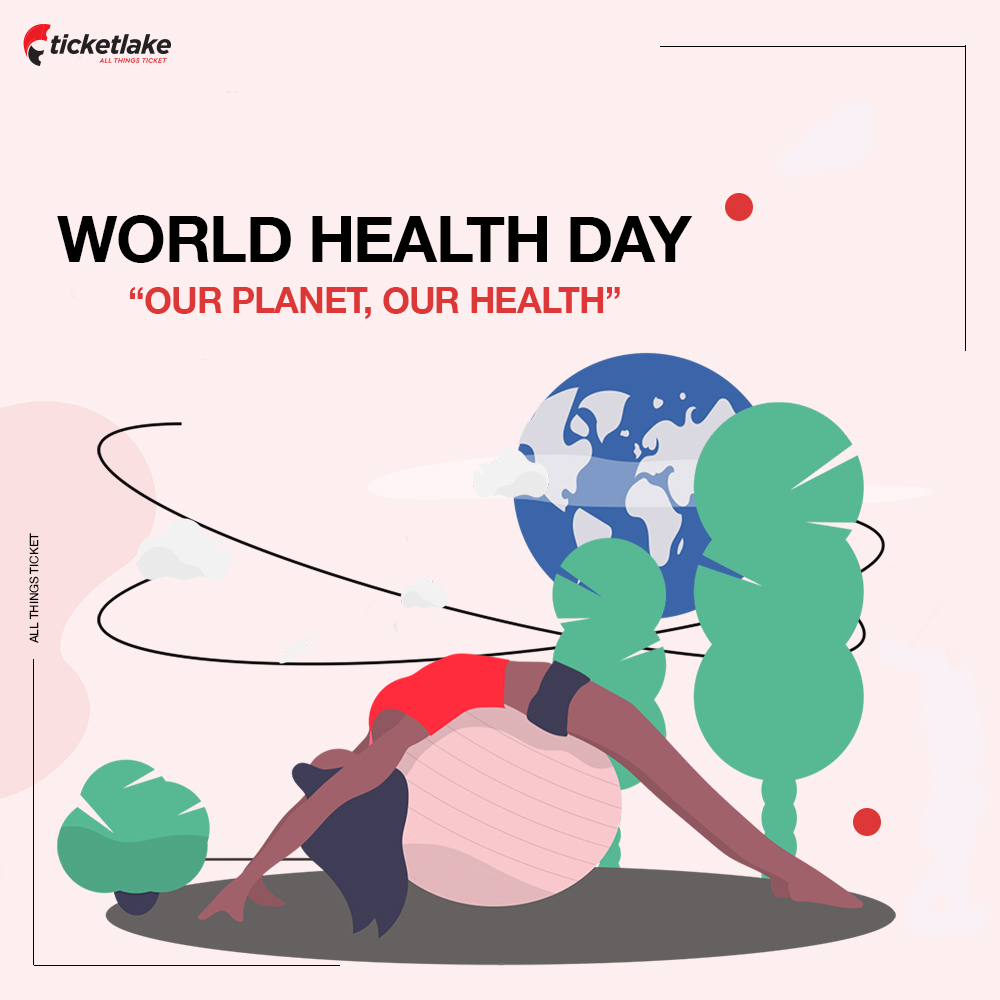 ticketlake
ALL THINGS TICKET
WORLD HEALTH DAY
“OUR PLANET, OUR HEALTH”
ALL THINGS TICKET